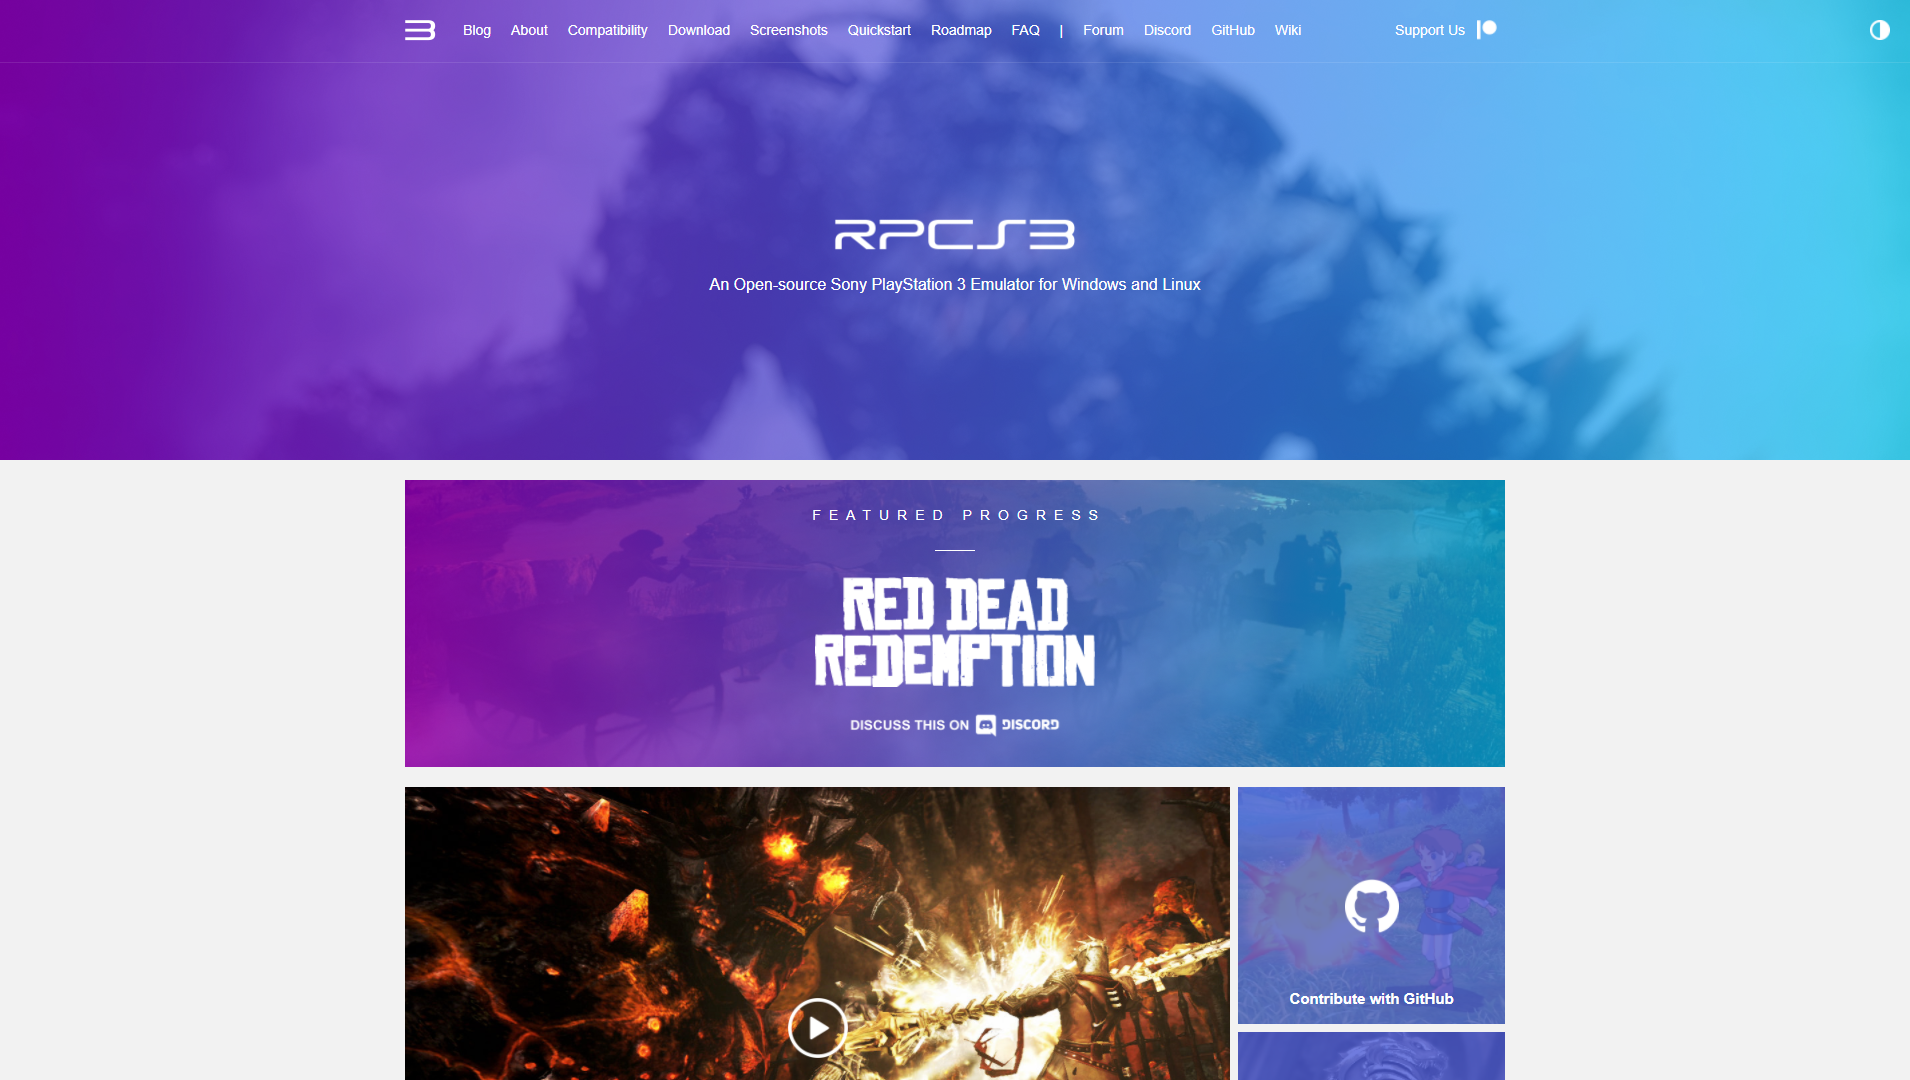 Blog About Compatibility Download Screenshots Quickstart Roadmap FAQ | Forum Discord GitHub Wiki Support Us
RPCS3
An Open-source Sony PlayStation 3 Emulator for Windows and Linux
FEATURED PROGRESS
RED DEAD
REDEMPTION
DISCUSS THIS ON DISCORD
Contribute with GitHub